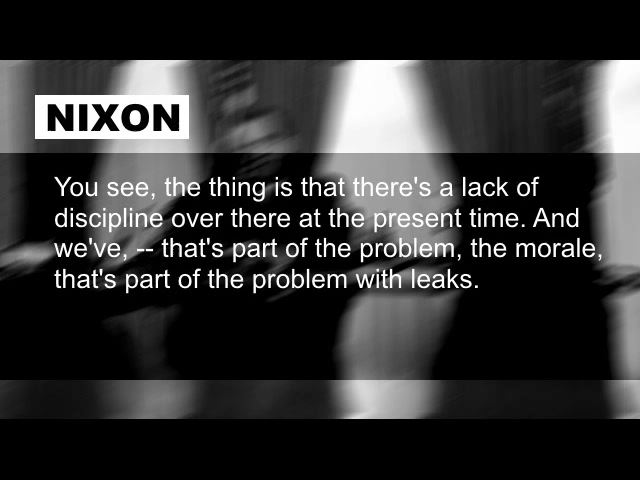 NIXON
You see, the thing is that there's a lack of
discipline over there at the present time. And
we've, -- that's part of the problem, the morale,
that's part of the problem with leaks.